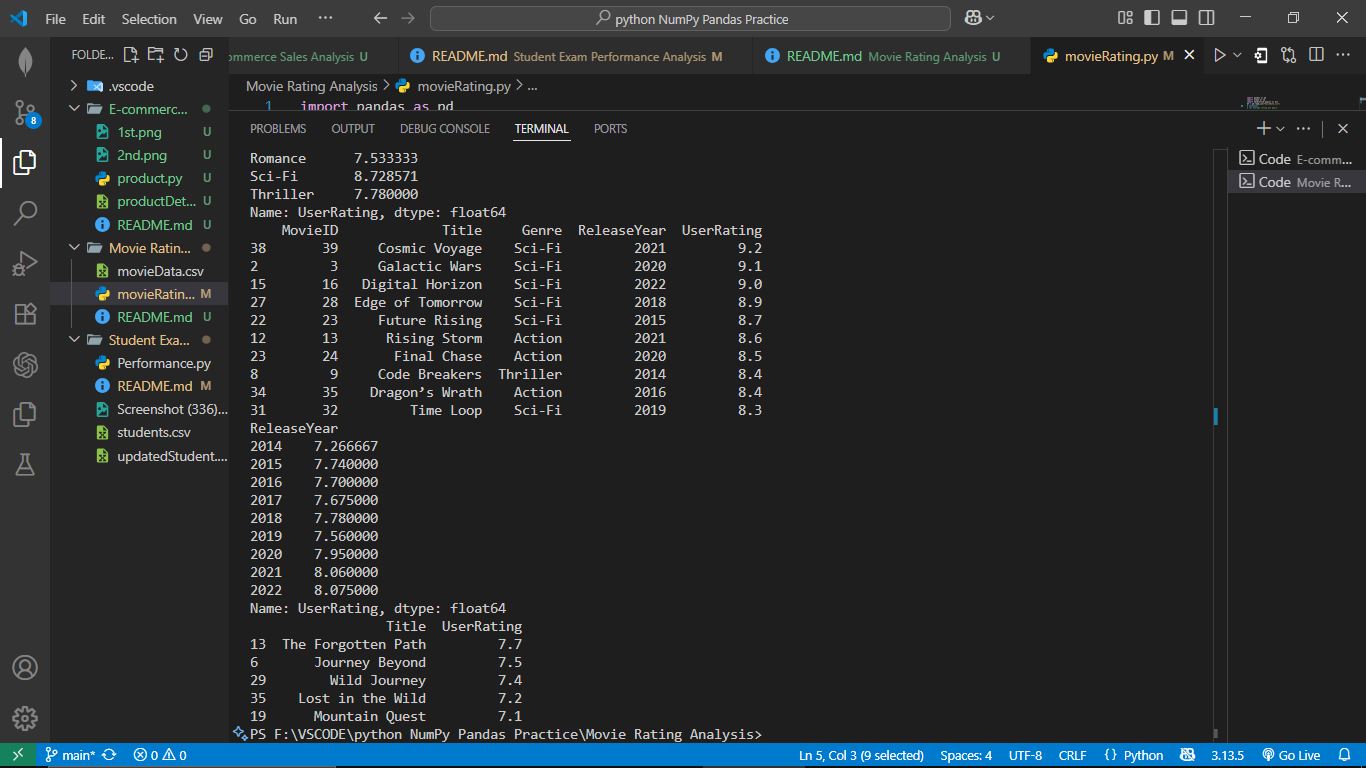 File Edit Selection View Go Run ··· python NumPy Pandas Practice
FOLDE...
ommerce Sales Analysis U README.md Student Exam Performance Analysis M README.md Movie Rating Analysis U movieRating.py M
Movie Rating Analysis > movieRating.py > ...
1 import pandas as pd
.vscode
E-commerc...
1st.png U
2nd.png U
product.py U
productDet... U
README.md U
Movie Ratin...
movieData.csv
movieRatin... M
README.md U
Student Exa...
Performance.py
README.md M
Screenshot (336)...
students.csv
updatedStudent....
8
PROBLEMS OUTPUT DEBUG CONSOLE TERMINAL PORTS
Romance 7.533333
Sci-Fi 8.728571
Thriller 7.780000
Name: UserRating, dtype: float64
MovieID Title Genre ReleaseYear UserRating
38 39 Cosmic Voyage Sci-Fi 2021 9.2
2 3 Galactic Wars Sci-Fi 2020 9.1
15 16 Digital Horizon Sci-Fi 2022 9.0
27 28 Edge of Tomorrow Sci-Fi 2018 8.9
22 23 Future Rising Sci-Fi 2015 8.7
12 13 Rising Storm Action 2021 8.6
23 24 Final Chase Action 2020 8.5
8 9 Code Breakers Thriller 2014 8.4
34 35 Dragon’s Wrath Action 2016 8.4
31 32 Time Loop Sci-Fi 2019 8.3
ReleaseYear
2014 7.266667
2015 7.740000
2016 7.700000
2017 7.675000
2018 7.780000
2019 7.560000
2020 7.950000
2021 8.060000
2022 8.075000
Name: UserRating, dtype: float64
Title UserRating
13 The Forgotten Path 7.7
6 Journey Beyond 7.5
29 Wild Journey 7.4
35 Lost in the Wild 7.2
19 Mountain Quest 7.1
PS F:\VSCODE\python NumPy Pandas Practice\Movie Rating Analysis>
Code E-comm...
Code Movie R...
main* 0 0 Ln 5, Col 3 (9 selected) Spaces: 4 UTF-8 CRLF {} Python 3.13.5 Go Live